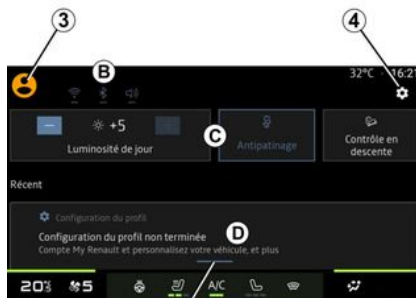 3
4
B
32°C 16:21
+5
C
Luminosité de jour
Antipatinage
Contrôle en
descente
Récent
Configuration du profil
Configuration du profil non terminée
D
Compte My Renault et personnalisez votre véhicule, et plus
20 5 A/C